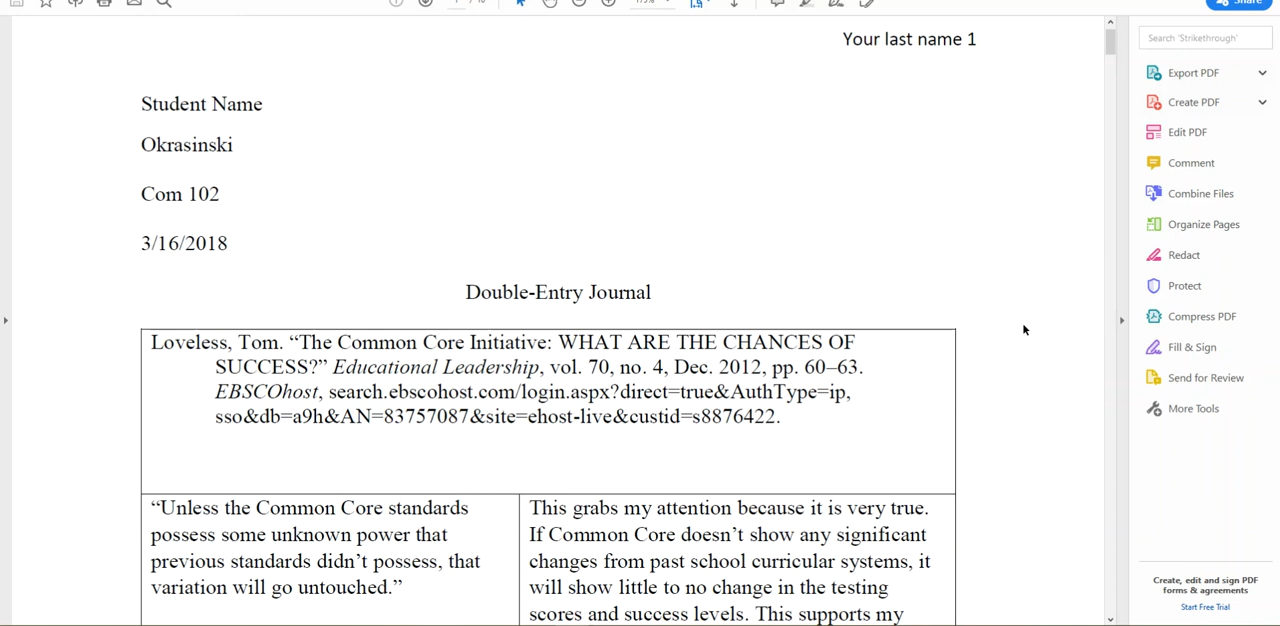 Share
Your last name 1
Search 'Strikethrough'
Student Name
Okrasinski
Com 102
3/16/2018
Double-Entry Journal
Loveless, Tom. “The Common Core Initiative: WHAT ARE THE CHANCES OF
SUCCESS?” Educational Leadership, vol. 70, no. 4, Dec. 2012, pp. 60–63.
EBSCOhost, search.ebscohost.com/login.aspx?direct=true&AuthType=ip,
sso&db=a9h&AN=83757087&site=ehost-live&custid=s8876422.
“Unless the Common Core standards
possess some unknown power that
previous standards didn’t possess, that
variation will go untouched.”
This grabs my attention because it is very true.
If Common Core doesn’t show any significant
changes from past school curricular systems, it
will show little to no change in the testing
scores and success levels. This supports my
Export PDF
Create PDF
Edit PDF
Comment
Combine Files
Organize Pages
Redact
Protect
Compress PDF
Fill & Sign
Send for Review
More Tools
Create, edit and sign PDF
forms & agreements
Start Free Trial